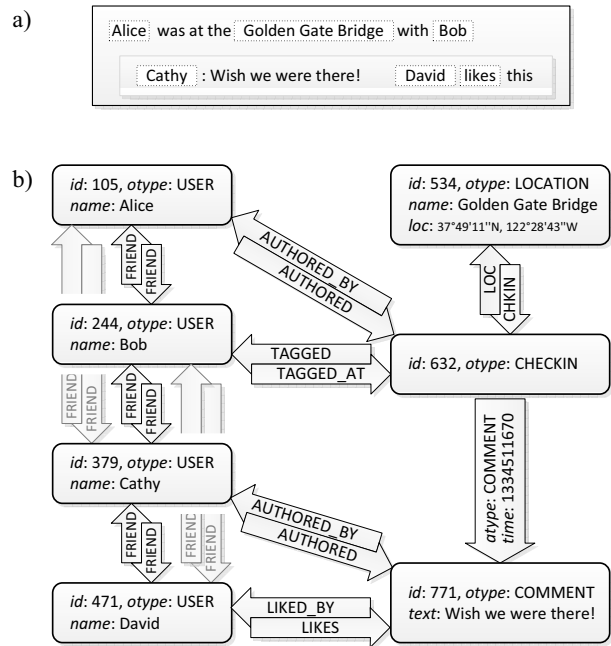 a)
Alice was at the Golden Gate Bridge with Bob
Cathy : Wish we were there! David likes this
b)
id: 105, otype: USER
name: Alice
id: 534, otype: LOCATION
name: Golden Gate Bridge
loc: 37°49'11"N, 122°28'43"W
FRIEND
FRIEND
AUTHORED_BY
AUTHORED
LOC
CHKIN
id: 244, otype: USER
name: Bob
TAGGED
TAGGED_AT
id: 632, otype: CHECKIN
FRIEND
FRIEND
FRIEND
FRIEND
atype: COMMENT
time: 1334511670
id: 379, otype: USER
name: Cathy
AUTHORED_BY
AUTHORED
FRIEND
FRIEND
FRIEND
FRIEND
id: 471, otype: USER
name: David
LIKED_BY
LIKES
id: 771, otype: COMMENT
text: Wish we were there!